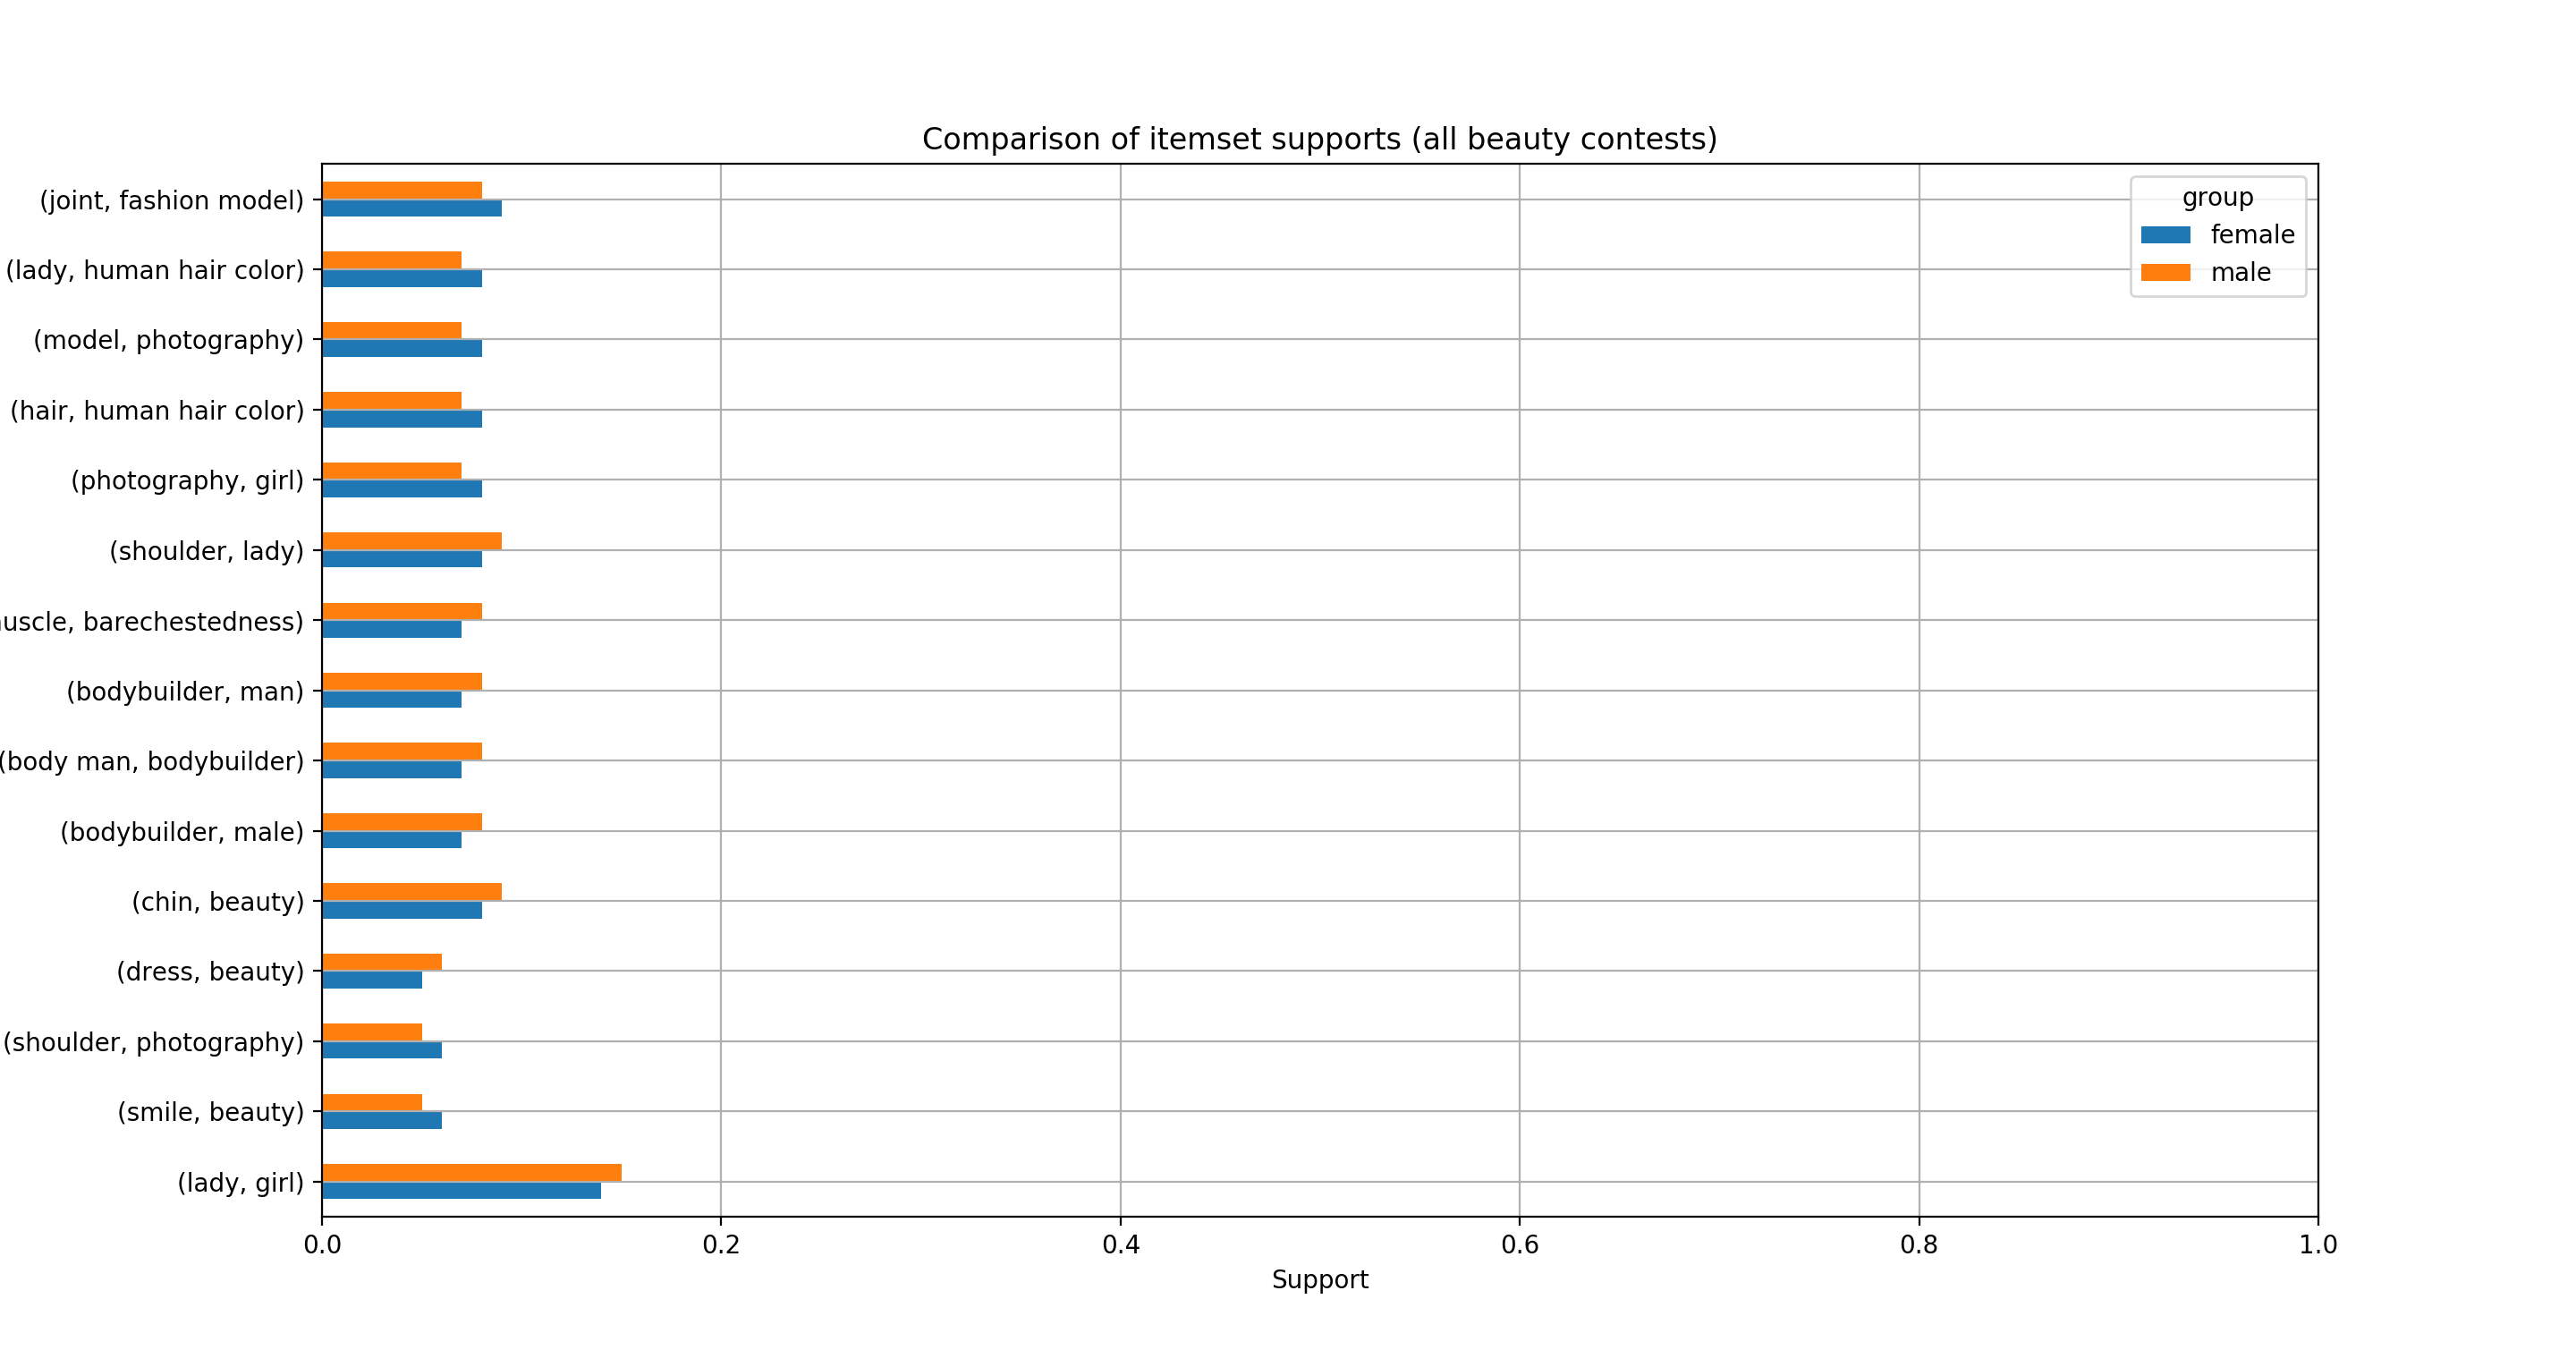 Comparison of itemset supports (all beauty contests)
group
female
male
(joint, fashion model)
(lady, human hair color)
(model, photography)
(hair, human hair color)
(photography, girl)
(shoulder, lady)
barechestedness)
(bodybuilder, man)
(body man, bodybuilder)
(bodybuilder, male)
(chin, beauty)
(dress, beauty)
(shoulder, photography)
(smile, beauty)
(lady, girl)
0.0 0.2 0.4 0.6 0.8 1.0
Support